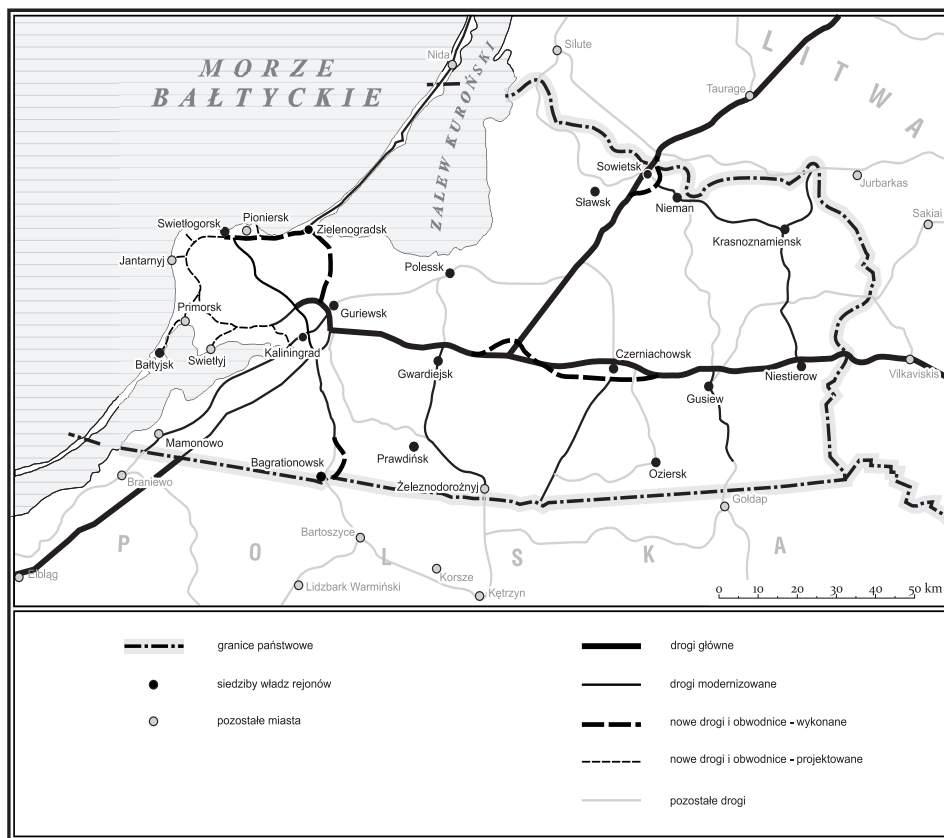 MORZE
BAŁTYCKIE
ZALEW KUROŃSKI
LITWA
Nida
Silute
Taurage
Sowietsk
Sławsk
Nieman
Jurbarkas
Sakiai
Krasnoznamiensk
Pioniersk
Swietłogorsk
Zielenogradsk
Jantarnyj
Polessk
Primorsk
Guriewsk
Swietłyj
Kaliningrad
Bałtyjsk
Gwardiejsk
Czerniachowsk
Gusiew
Niestierow
Vilkaviskis
Mamonowo
Prawdińsk
Bagrationowsk
Oziersk
Braniewo
Żeleznodorożnyj
Gołdap
Bartoszyce
POLSKA
Elbląg
Korsze
Lidzbark Warmiński
Kętrzyn
0 10 20 30 50 km
granice państwowe
siedziby władz rejonów
pozostałe miasta
drogi główne
drogi modernizowane
nowe drogi i obwodnice - wykonane
nowe drogi i obwodnice - projektowane
pozostałe drogi